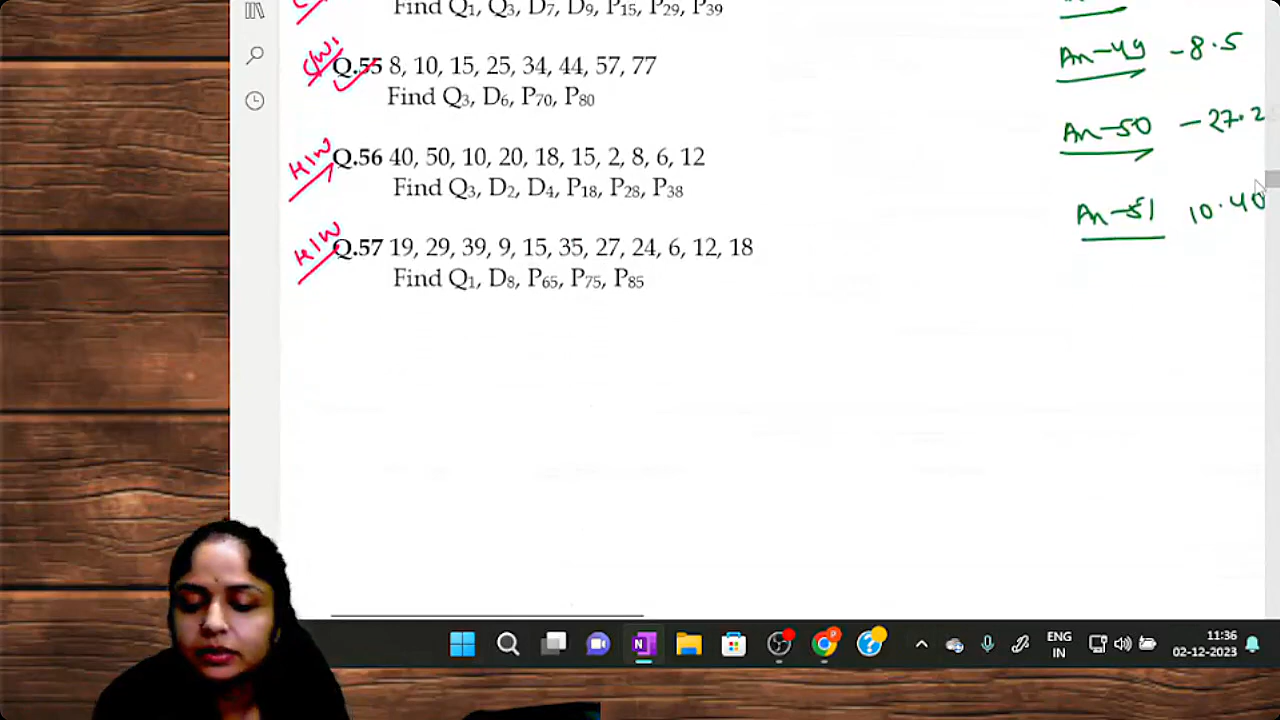 Find Q₁, Q₃, D₇, D₉, P₁₅, P₂₉, P₃₉
C/W
Q.55 8, 10, 15, 25, 34, 44, 57, 77
Find Q₃, D₆, P₇₀, P₈₀
H/W
Q.56 40, 50, 10, 20, 18, 15, 2, 8, 6, 12
Find Q₃, D₂, D₄, P₁₈, P₂₈, P₃₈
H/W
Q.57 19, 29, 39, 9, 15, 35, 27, 24, 6, 12, 18
Find Q₁, D₈, P₆₅, P₇₅, P₈₅
An-49 - 8.5
An-50 - 27.2
An-51 10.40
ENG
IN
11:36
02-12-2023